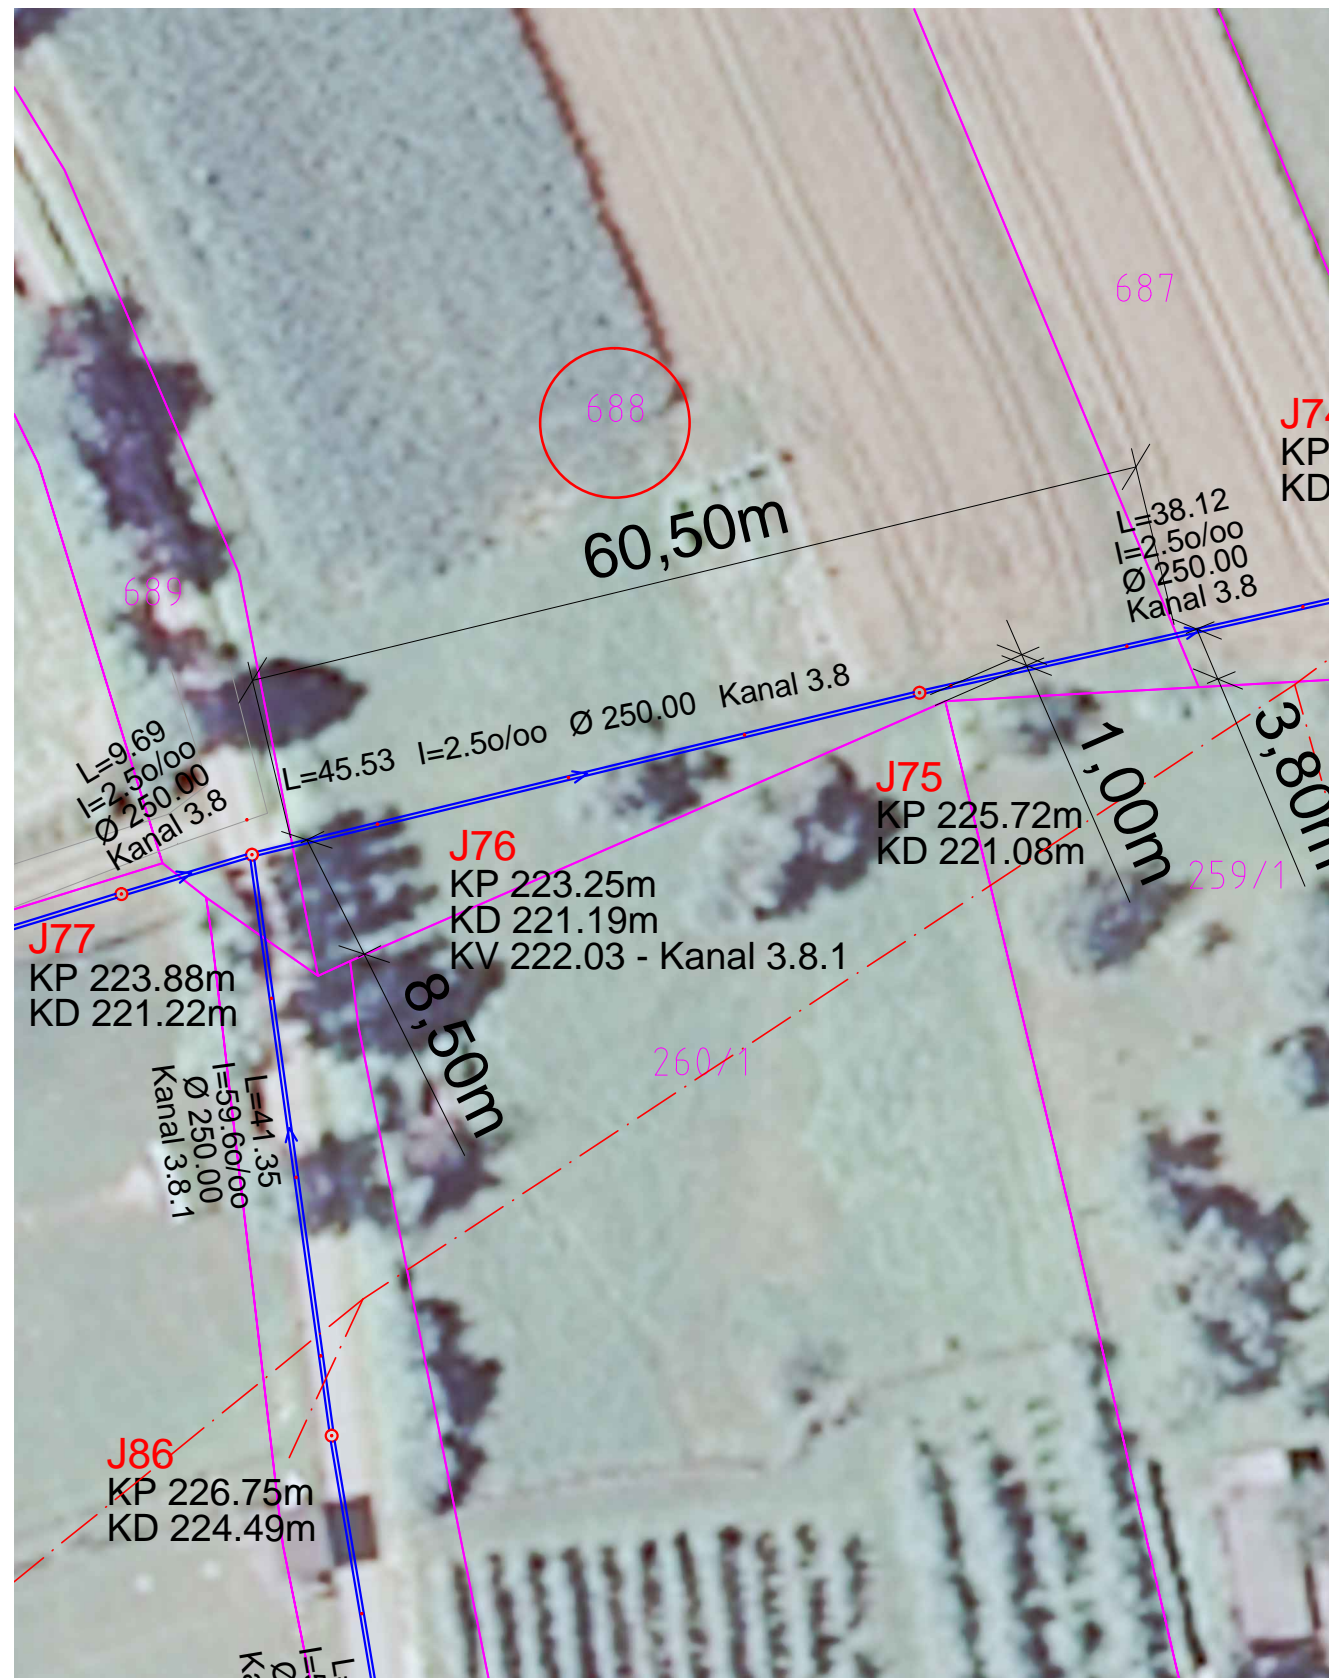 687
J74
KP
KD
688
60,50m
L=38.12
I=2.5o/oo
Ø 250.00
Kanal 3.8
689
L=9.69
I=2.5o/oo
Ø 250.00
Kanal 3.8
L=45.53 I=2.5o/oo Ø 250.00 Kanal 3.8
J75
KP 225.72m
KD 221.08m
1,00m
3,80m
259/1
J76
KP 223.25m
KD 221.19m
KV 222.03 - Kanal 3.8.1
J77
KP 223.88m
KD 221.22m
8,50m
260/1
L=41.35
I=59.6o/oo
Ø 250.00
Kanal 3.8.1
J86
KP 226.75m
KD 224.49m